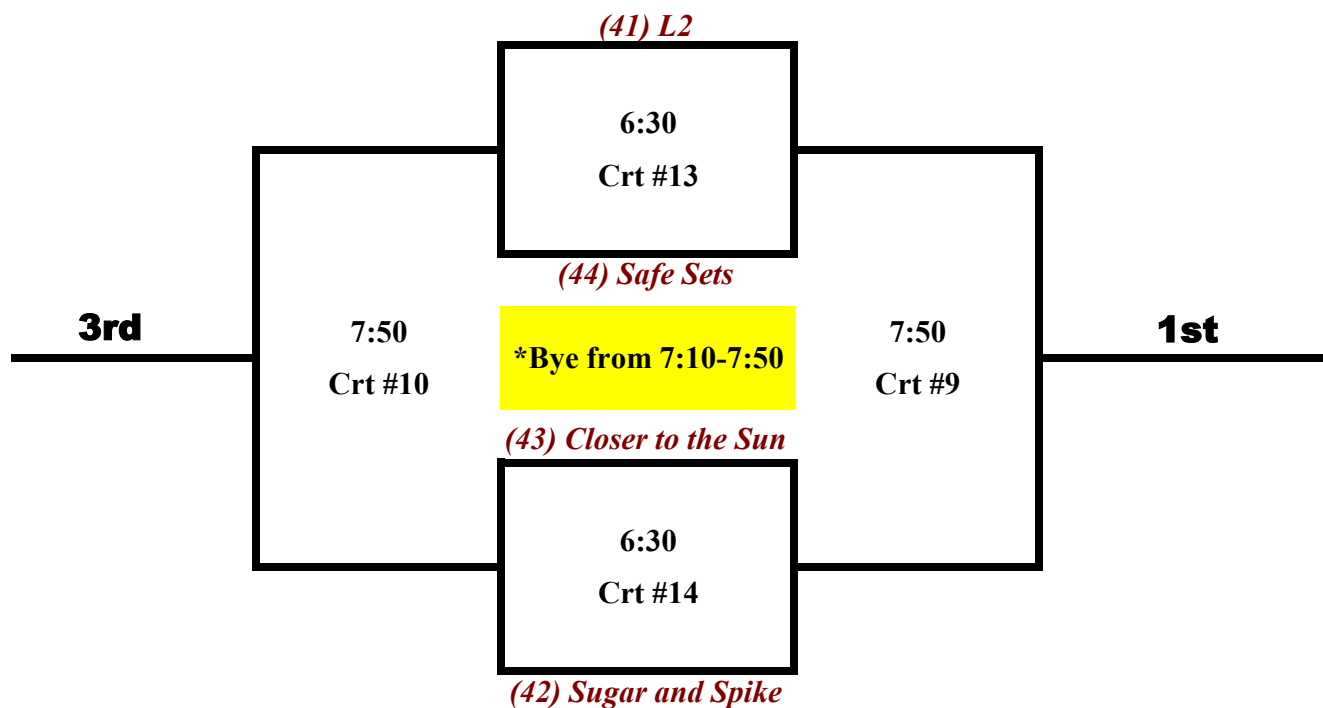 (41) L2
6:30
Crt #13
(44) Safe Sets
3rd
7:50
Crt #10
*Bye from 7:10-7:50
7:50
Crt #9
1st
(43) Closer to the Sun
6:30
Crt #14
(42) Sugar and Spike